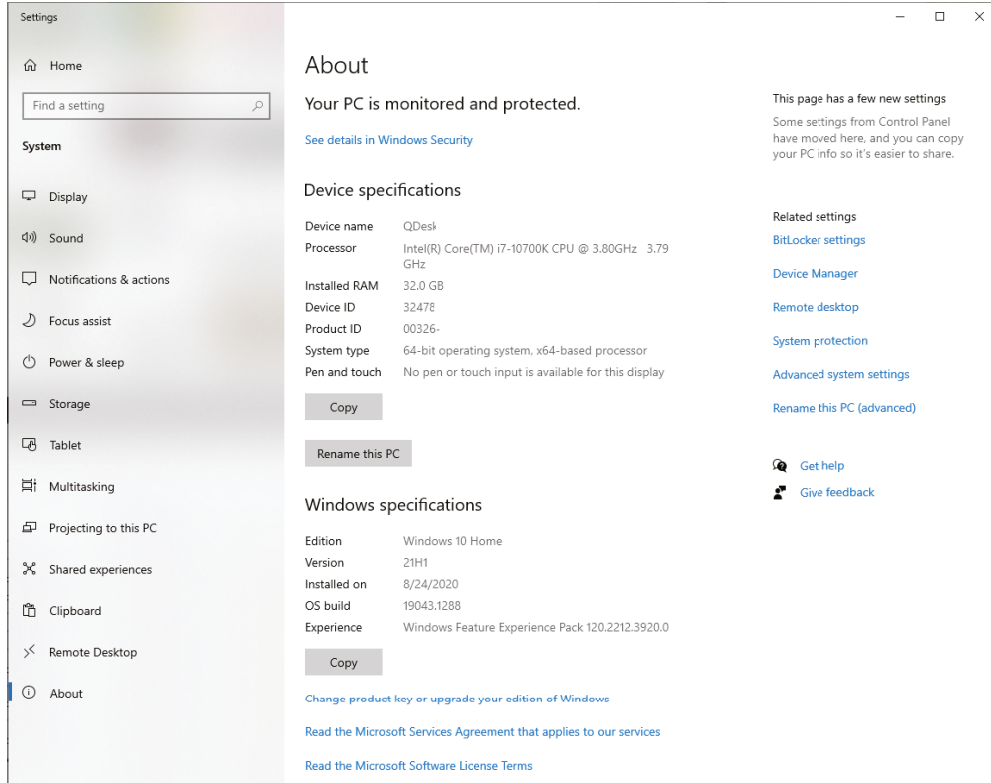 Settings
Home
Find a setting
System
Display
Sound
Notifications & actions
Focus assist
Power & sleep
Storage
Tablet
Multitasking
Projecting to this PC
Shared experiences
Clipboard
Remote Desktop
About
About
Your PC is monitored and protected.
See details in Windows Security
Device specifications
Device name QDesk
Processor Intel(R) Core(TM) i7-10700K CPU @ 3.80GHz 3.79
GHz
Installed RAM 32.0 GB
Device ID 32478
Product ID 00326-
System type 64-bit operating system, x64-based processor
Pen and touch No pen or touch input is available for this display
Copy
Rename this PC
Windows specifications
Edition Windows 10 Home
Version 21H1
Installed on 8/24/2020
OS build 19043.1288
Experience Windows Feature Experience Pack 120.2212.3920.0
Copy
Change product key or upgrade your edition of Windows
Read the Microsoft Services Agreement that applies to our services
Read the Microsoft Software License Terms
This page has a few new settings
Some settings from Control Panel
have moved here, and you can copy
your PC info so it's easier to share.
Related settings
BitLocker settings
Device Manager
Remote desktop
System protection
Advanced system settings
Rename this PC (advanced)
Get help
Give feedback